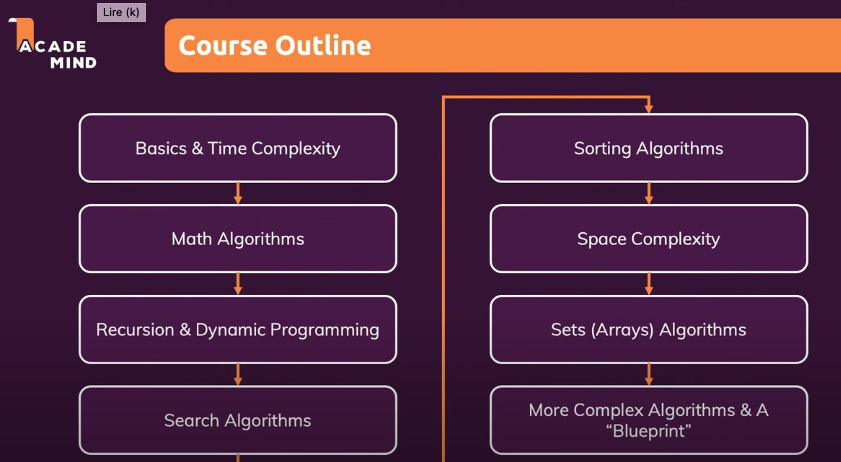 Lire (k)
ACADE
MIND
Course Outline
Basics & Time Complexity
Math Algorithms
Recursion & Dynamic Programming
Search Algorithms
Sorting Algorithms
Space Complexity
Sets (Arrays) Algorithms
More Complex Algorithms & A
“Blueprint”